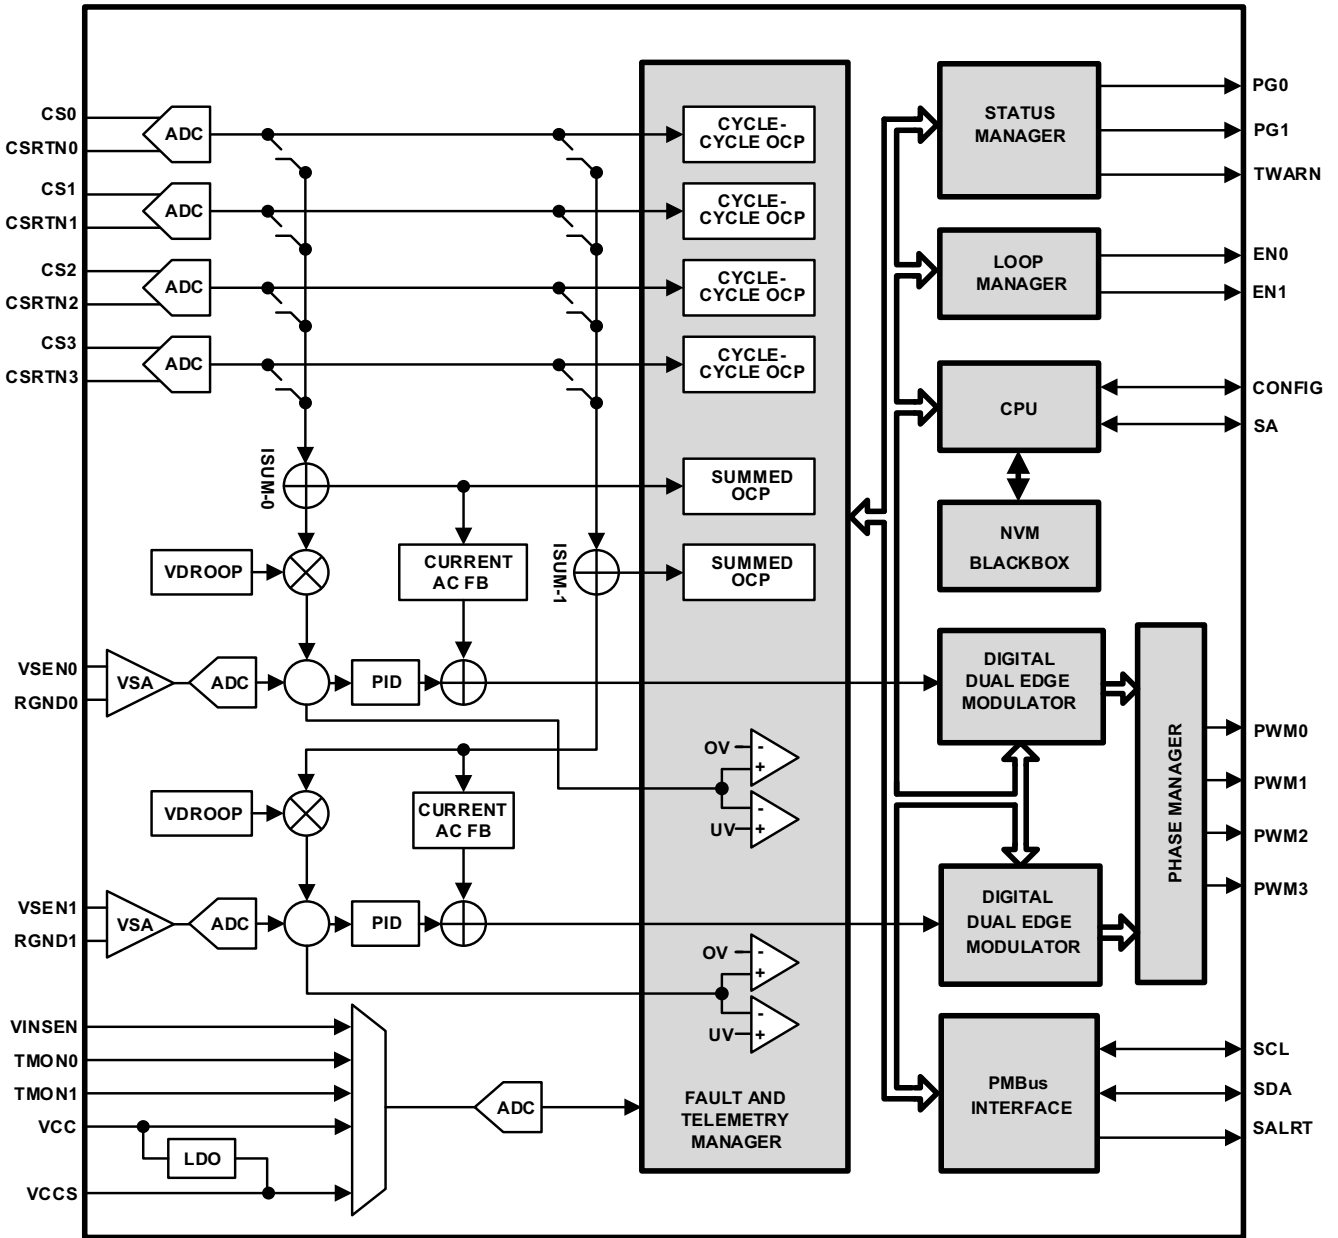 CS0
CSRTN0
ADC
CS1
CSRTN1
ADC
CS2
CSRTN2
ADC
CS3
CSRTN3
ADC
CYCLE-
CYCLE OCP
CYCLE-
CYCLE OCP
CYCLE-
CYCLE OCP
CYCLE-
CYCLE OCP
ISUM-0
SUMMED
OCP
VDROOP
CURRENT
AC FB
ISUM-1
SUMMED
OCP
VSEN0
RGND0
VSA
ADC
PID
OV
-
+
-
UV
+
VDROOP
CURRENT
AC FB
VSEN1
RGND1
VSA
ADC
PID
OV
-
+
-
UV
+
VINSEN
TMON0
TMON1
VCC
LDO
VCCS
ADC
FAULT AND
TELEMETRY
MANAGER
STATUS
MANAGER
PG0
PG1
TWARN
LOOP
MANAGER
EN0
EN1
CPU
CONFIG
SA
NVM
BLACKBOX
DIGITAL
DUAL EDGE
MODULATOR
PHASE MANAGER
PWM0
PWM1
PWM2
PWM3
DIGITAL
DUAL EDGE
MODULATOR
PMBus
INTERFACE
SCL
SDA
SALRT